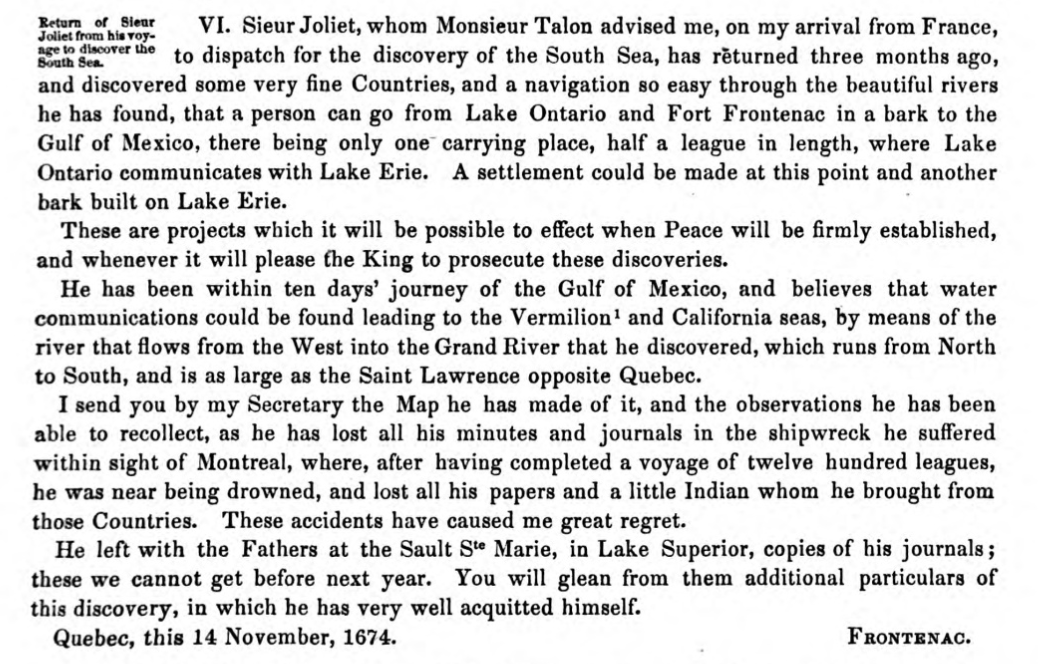 Return of Sieur
Joliet from his voy-
age to discover the
South Sea.
VI. Sieur Joliet, whom Monsieur Talon advised me, on my arrival from France,
to dispatch for the discovery of the South Sea, has rĕturned three months ago,
and discovered some very fine Countries, and a navigation so easy through the beautiful rivers
he has found, that a person can go from Lake Ontario and Fort Frontenac in a bark to the
Gulf of Mexico, there being only one carrying place, half a league in length, where Lake
Ontario communicates with Lake Erie. A settlement could be made at this point and another
bark built on Lake Erie.
These are projects which it will be possible to effect when Peace will be firmly established,
and whenever it will please the King to prosecute these discoveries.
He has been within ten days' journey of the Gulf of Mexico, and believes that water
communications could be found leading to the Vermilion¹ and California seas, by means of the
river that flows from the West into the Grand River that he discovered, which runs from North
to South, and is as large as the Saint Lawrence opposite Quebec.
I send you by my Secretary the Map he has made of it, and the observations he has been
able to recollect, as he has lost all his minutes and journals in the shipwreck he suffered
within sight of Montreal, where, after having completed a voyage of twelve hundred leagues,
he was near being drowned, and lost all his papers and a little Indian whom he brought from
those Countries. These accidents have caused me great regret.
He left with the Fathers at the Sault Sᵗᵉ Marie, in Lake Superior, copies of his journals;
these we cannot get before next year. You will glean from them additional particulars of
this discovery, in which he has very well acquitted himself.
Quebec, this 14 November, 1674. FRONTENAC.